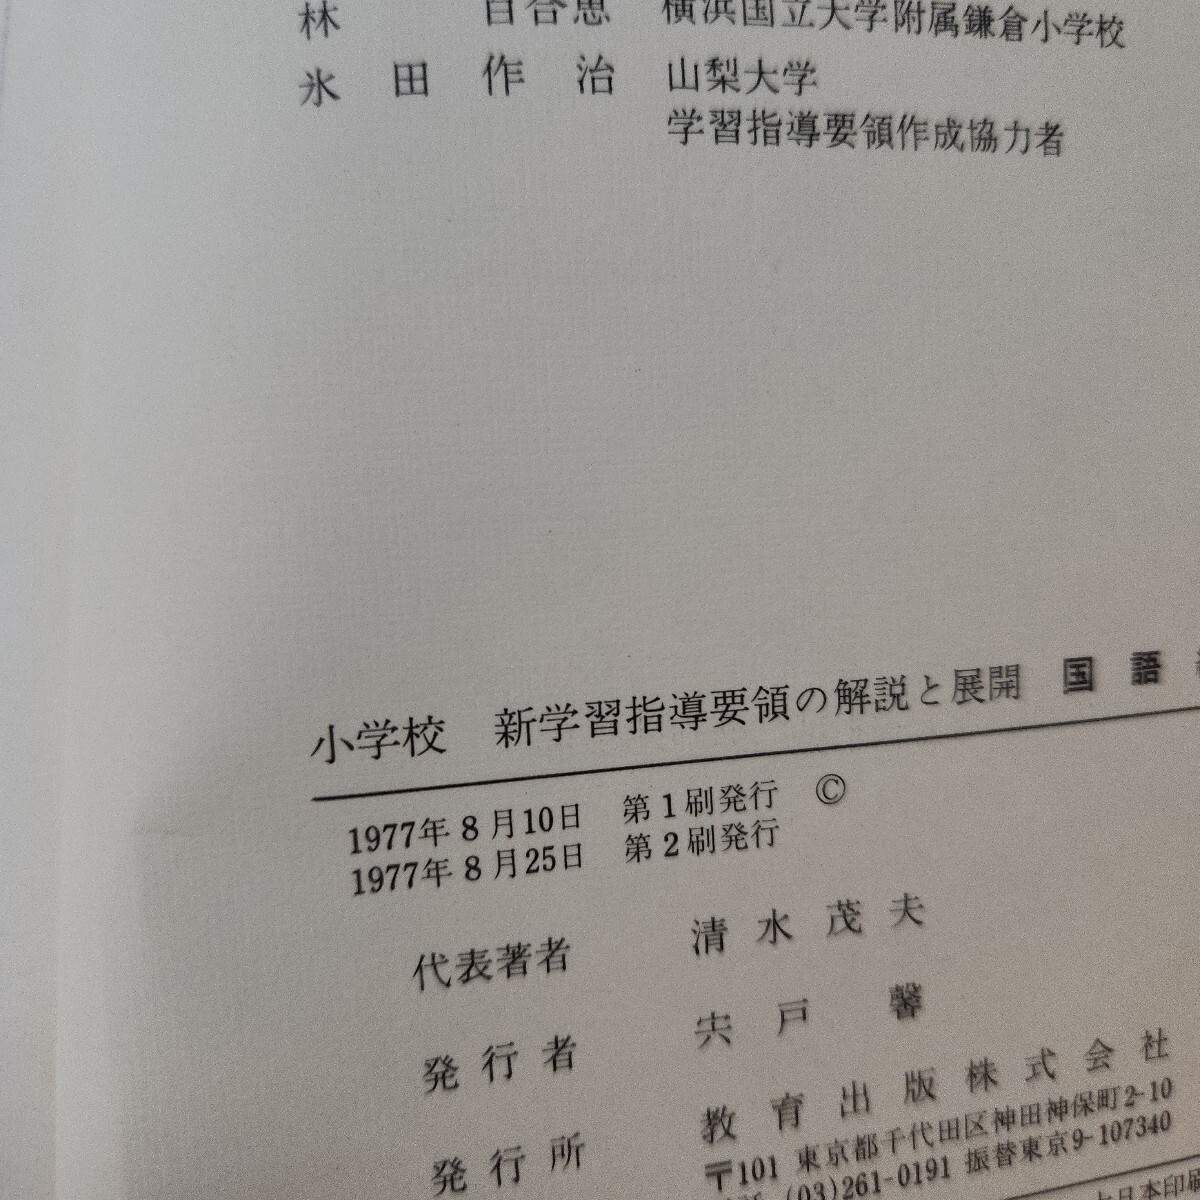 林 百合恵 横浜国立大学附属鎌倉小学校
氷田作治 山梨大学
学習指導要領作成協力者
小学校 新学習指導要領の解説と展開 国語
1977年8月10日 第1刷発行 ©
1977年8月25日 第2刷発行
代表著者 清水茂夫
発行者 宍戸馨
発行所 教育出版株式会社
〒101 東京都千代田区神田神保町2-10
(03)261-0191 振替東京9-107340
日本印刷